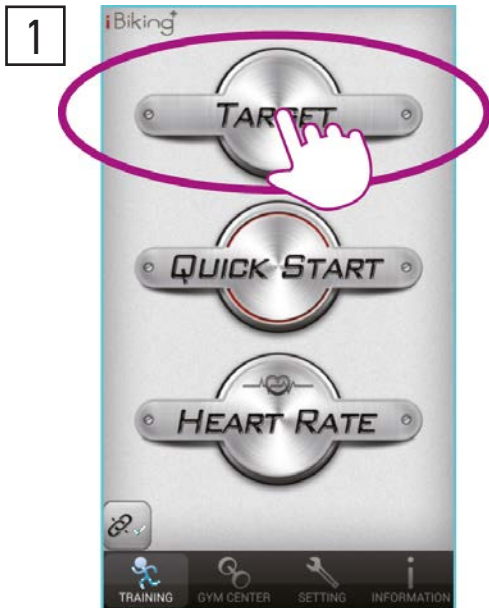 1
iBiking+
TARGET
QUICK START
HEART RATE
TRAINING GYM CENTER SETTING INFORMATION